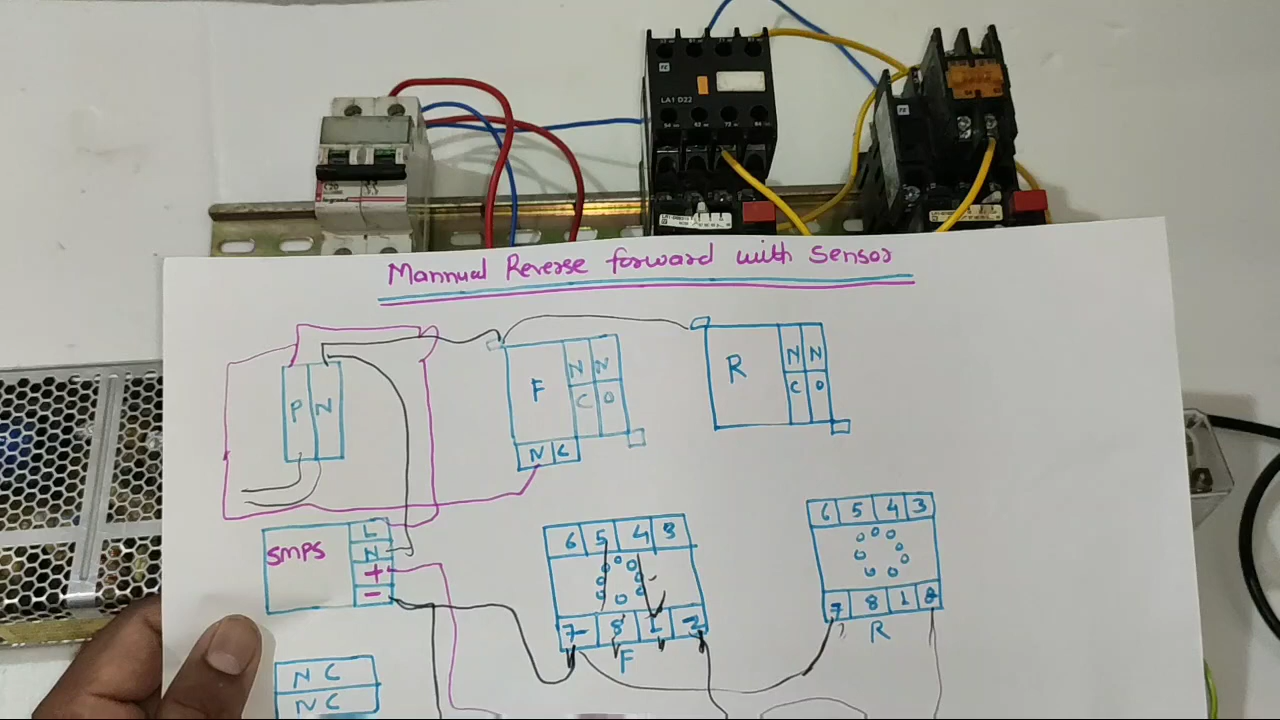 LA1 D22
C20
Mannual Reverse forward with Sensor
P N
F
N N
C O
N C
R
N N
C O
SMPS
L
N
+
-
6 5 4 3
7 8 1 2
F
6 5 4 3
7 8 1
R
N C
N C